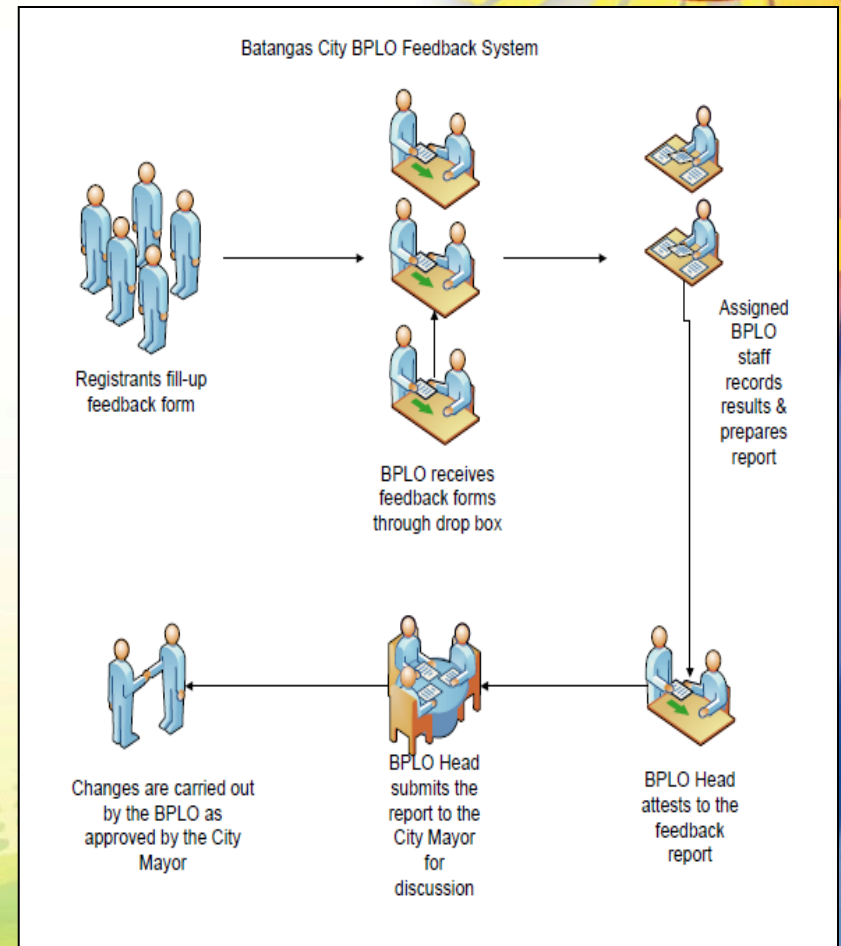 Batangas City BPLO Feedback System
Registrants fill-up
feedback form
BPLO receives
feedback forms
through drop box
Assigned
BPLO
staff
records
results &
prepares
report
BPLO Head
attests to the
feedback
report
BPLO Head
submits the
report to the
City Mayor
for
discussion
Changes are carried out
by the BPLO as
approved by the City
Mayor